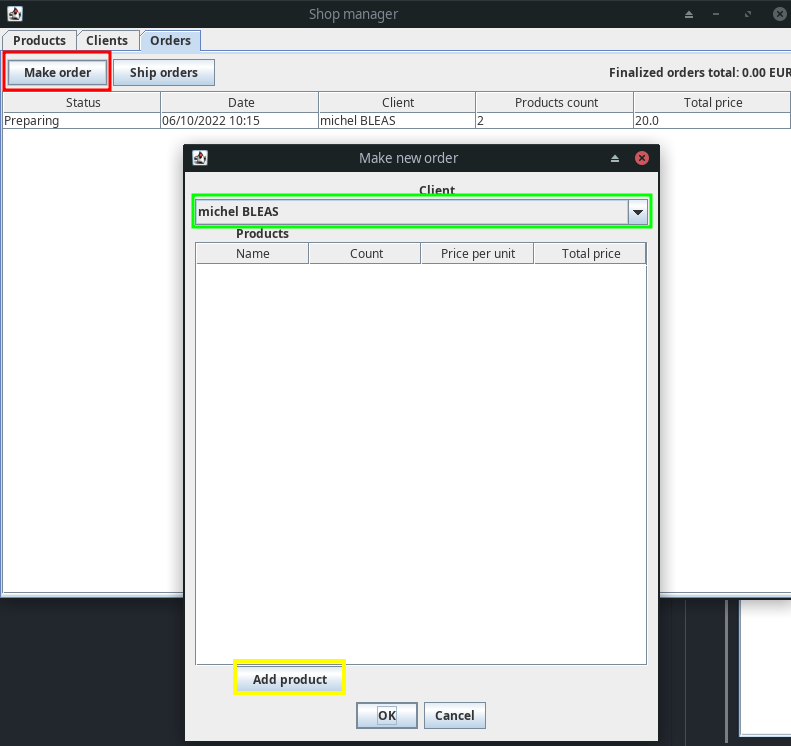 Shop manager
Products Clients Orders
Make order Ship orders Finalized orders total: 0.00 EUR
Status Date Client Products count Total price
Preparing 06/10/2022 10:15 michel BLEAS 2 20.0
Make new order
Client
michel BLEAS
Products
Name Count Price per unit Total price
Add product
OK Cancel